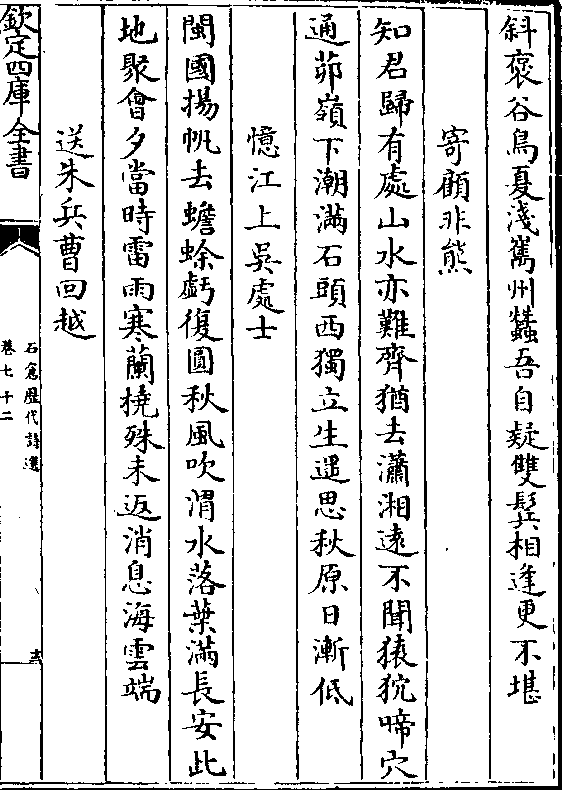 斜褒谷鳥夏淺嶲州蠶吾自疑雙鬂相逢更不堪
寄顧非熊
知君歸有處山水亦難齊猶去瀟湘遠不聞猿狖啼穴
通茆嶺下潮滿石頭西獨立生遥思秋原日漸低
憶江上吳處士
閩國揚帆去蟾蜍虧復圓秋風吹渭水落葉滿長安此
地聚會夕當時雷雨寒蘭橈殊未返消息海雲端
送朱兵曹回越
欽定四庫全書
石倉歷代詩選
卷七十二